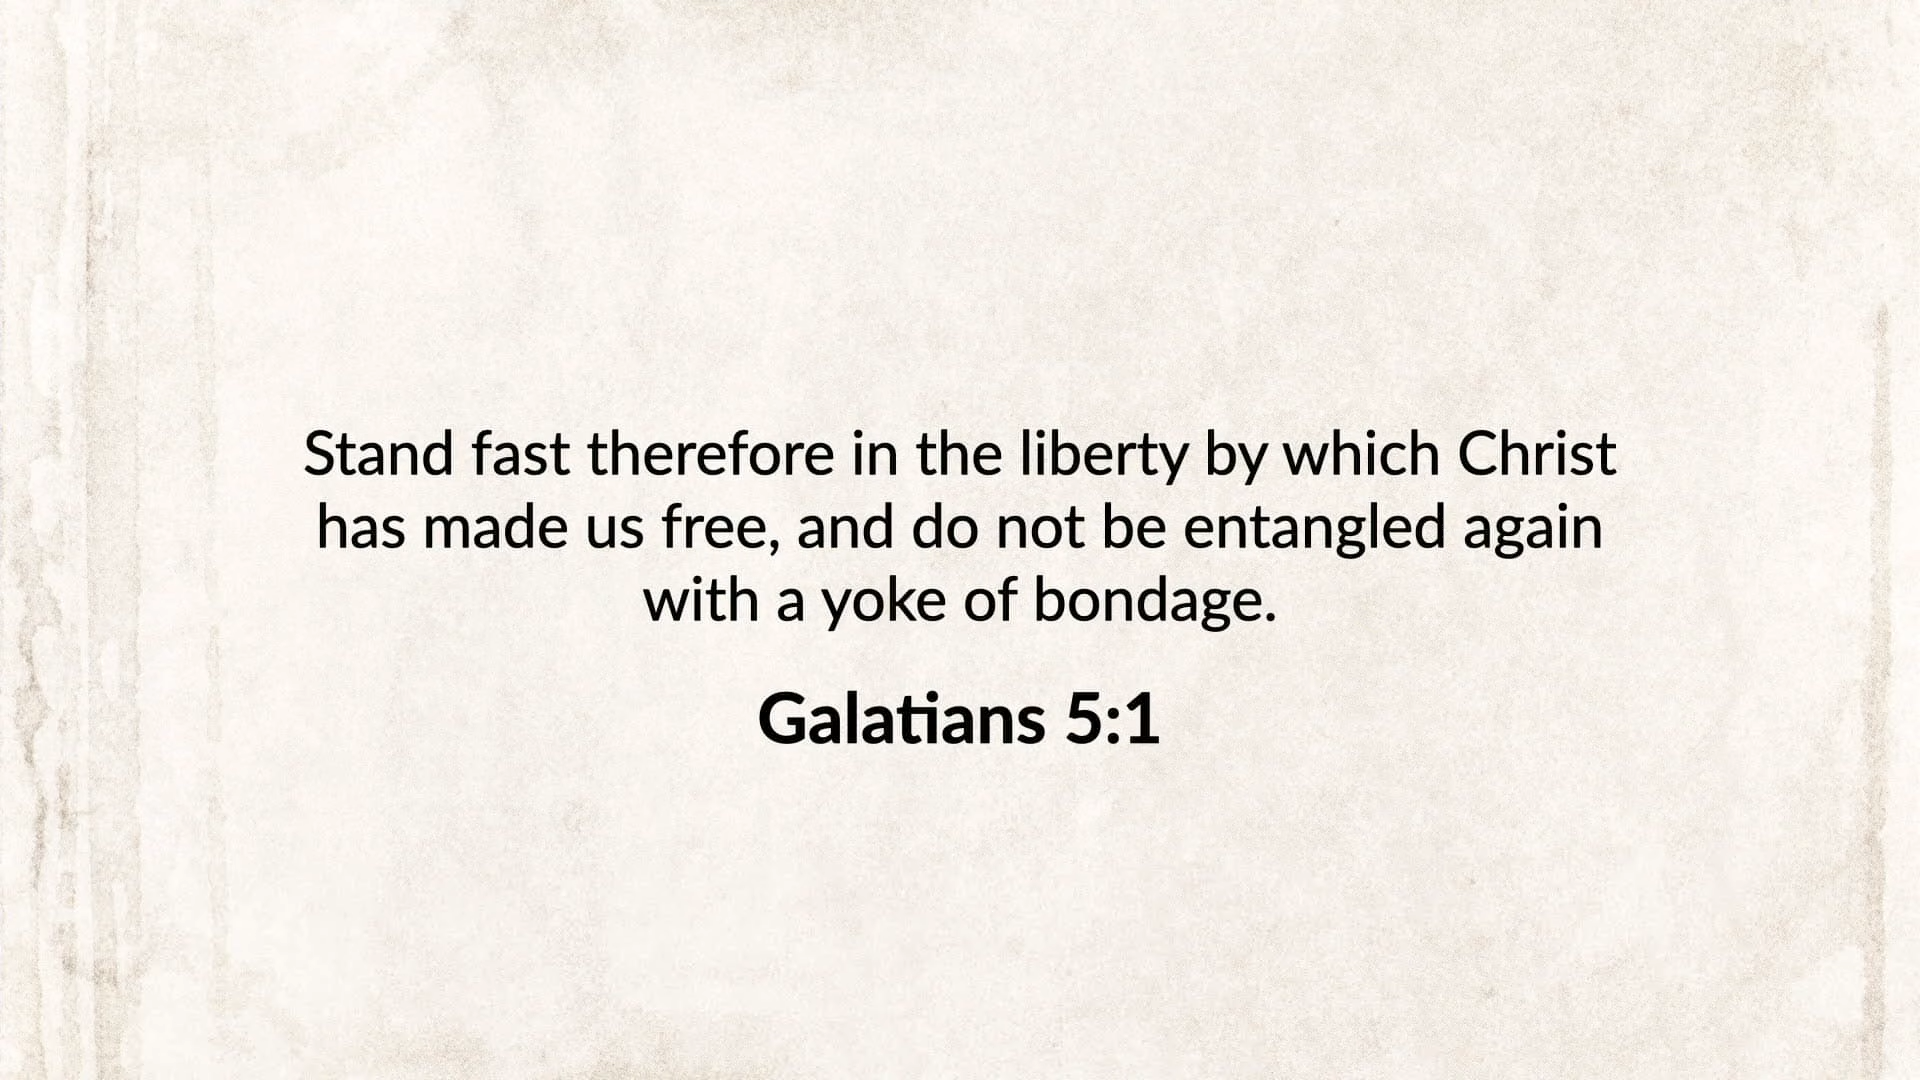 Stand fast therefore in the liberty by which Christ
has made us free, and do not be entangled again
with a yoke of bondage.
Galatians 5:1